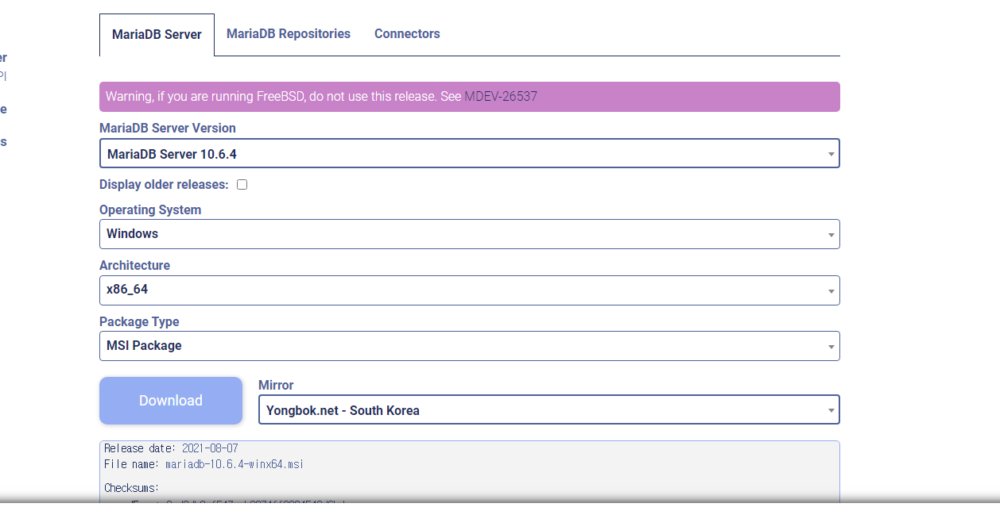 MariaDB Server
MariaDB Repositories
Connectors
Warning, if you are running FreeBSD, do not use this release. See MDEV-26537
MariaDB Server Version
MariaDB Server 10.6.4
Display older releases:
Operating System
Windows
Architecture
x86_64
Package Type
MSI Package
Download
Mirror
Yongbok.net - South Korea
Release date: 2021-08-07
File name: mariadb-10.6.4-winx64.msi
Checksums: